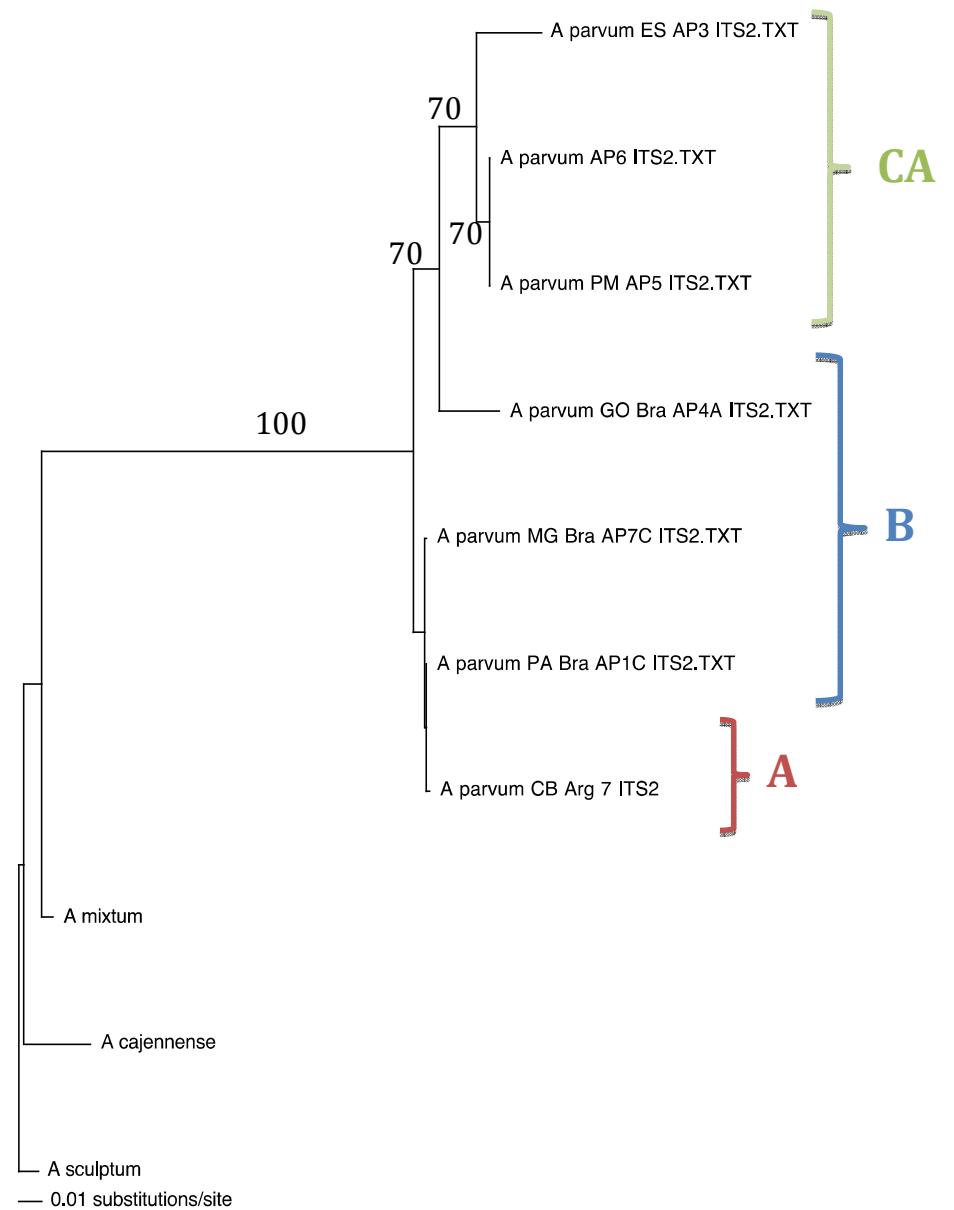 A parvum ES AP3 ITS2.TXT
70
A parvum AP6 ITS2.TXT
CA
70
70
A parvum PM AP5 ITS2.TXT
A parvum GO Bra AP4A ITS2.TXT
100
B
A parvum MG Bra AP7C ITS2.TXT
A parvum PA Bra AP1C ITS2.TXT
A
A parvum CB Arg 7 ITS2
A mixtum
A cajennense
A sculptum
0.01 substitutions/site